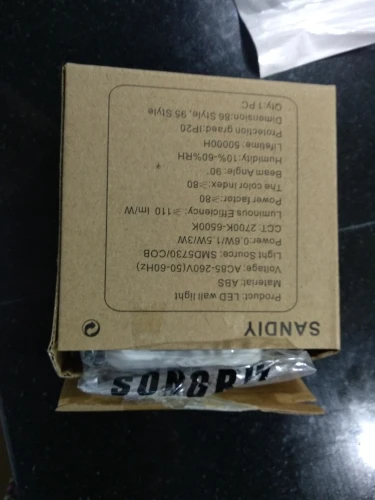 SANDIY
Product: LED wall light
Material: ABS
Voltage: AC85-260V(50-60Hz)
Light Source: SMD5730/COB
Power:0.6W/1.5W/3W
CCT: 2700K-6500K
Luminous Efficiency: ≥110 lm/W
Power factor:≥80
The color index:≥80
Beam Angle: 90°
Humidity:10%-60%RH
Lifetime: 50000H
Protection graed:IP20
Dimension:86 Style, 95 Style
Qty:1 PC